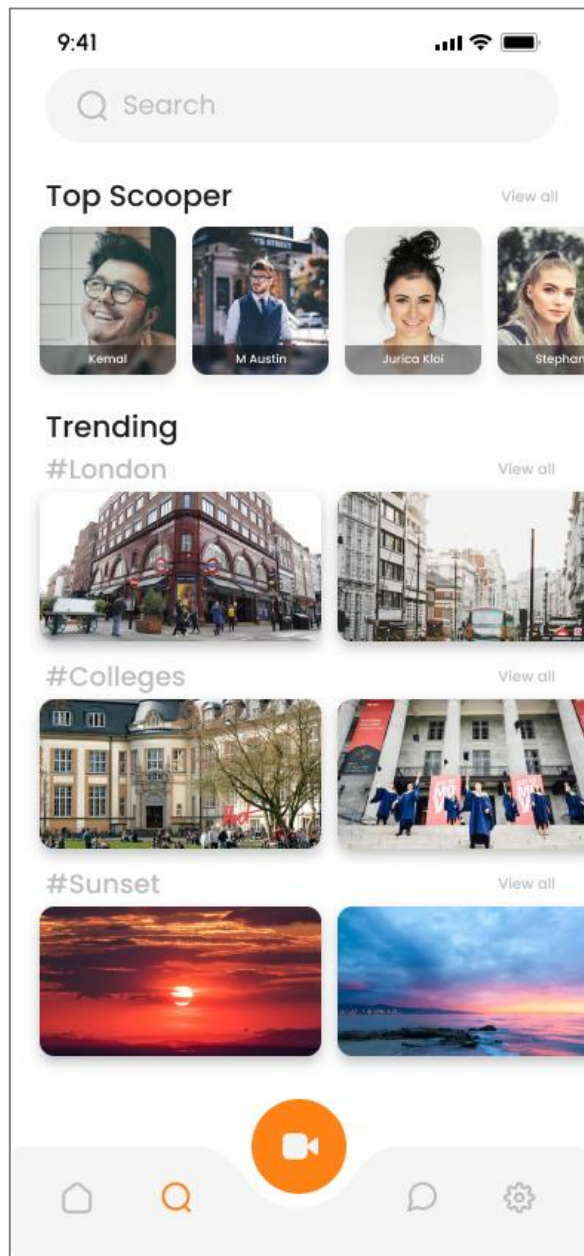 9:41
Search
Top Scooper
View all
Kemal
M Austin
Jurica Kloi
Stephan
Trending
#London
View all
#Colleges
View all
#Sunset
View all